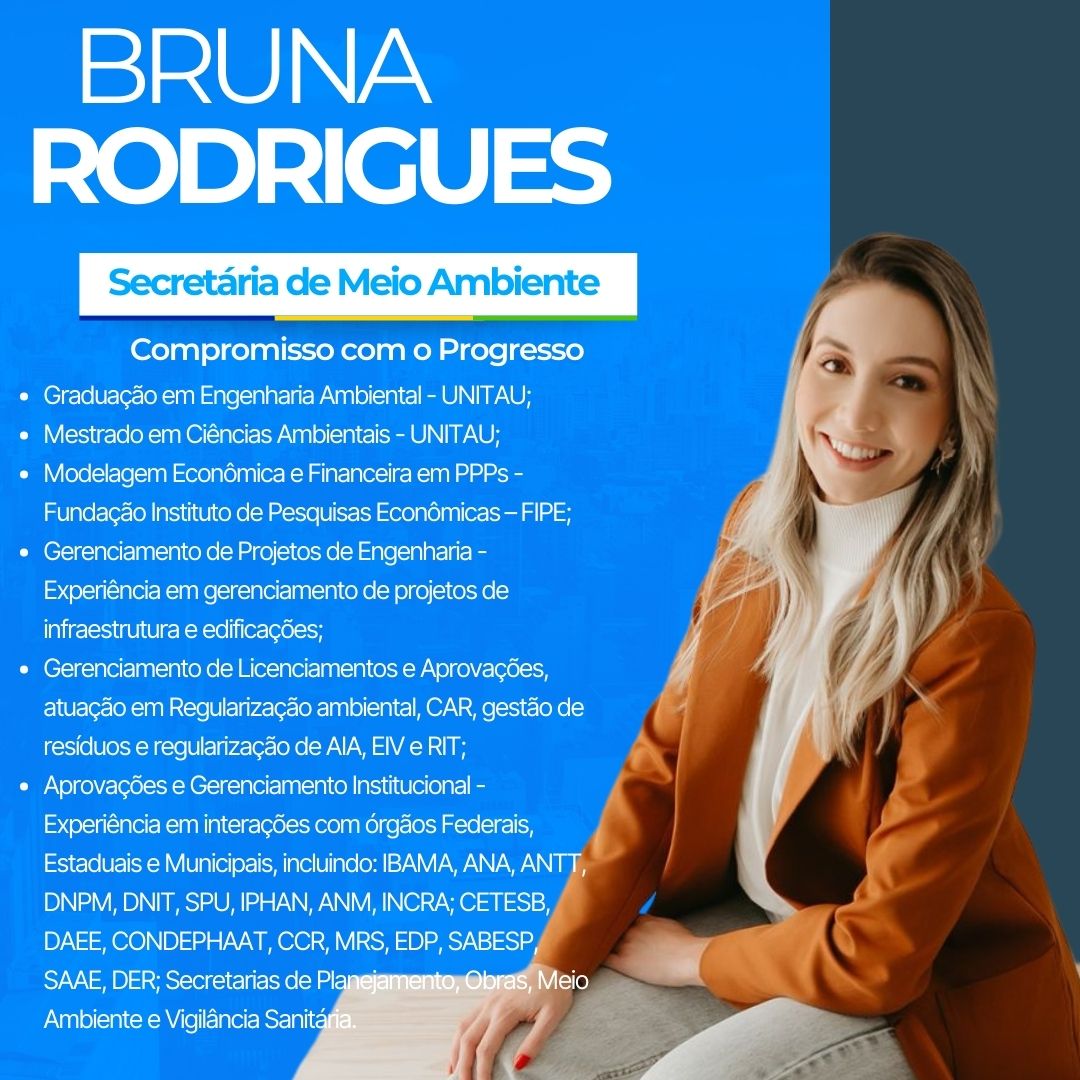 BRUNA
RODRIGUES
Secretária de Meio Ambiente
Compromisso com o Progresso
• Graduação em Engenharia Ambiental - UNITAU;
• Mestrado em Ciências Ambientais - UNITAU;
• Modelagem Econômica e Financeira em PPPs -
Fundação Instituto de Pesquisas Econômicas – FIPE;
• Gerenciamento de Projetos de Engenharia -
Experiência em gerenciamento de projetos de
infraestrutura e edificações;
• Gerenciamento de Licenciamentos e Aprovações,
atuação em Regularização ambiental, CAR, gestão de
resíduos e regularização de AIA, EIV e RIT;
• Aprovações e Gerenciamento Institucional -
Experiência em interações com órgãos Federais,
Estaduais e Municipais, incluindo: IBAMA, ANA, ANTT,
DNPM, DNIT, SPU, IPHAN, ANM, INCRA; CETESB,
DAEE, CONDEPHAAT, CCR, MRS, EDP, SABESP,
SAAE, DER; Secretarias de Planejamento, Obras, Meio
Ambiente e Vigilância Sanitária.